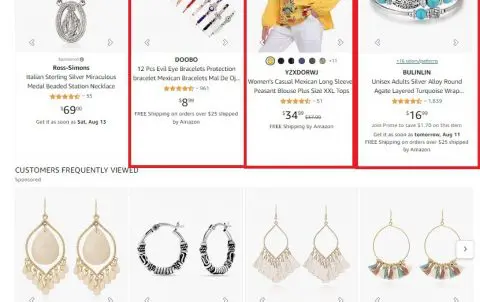 Sponsored
Ross-Simons
Italian Sterling Silver Miraculous
Medal Beaded Station Necklace
55
$69⁰⁰
Get it as soon as Sat, Aug 13
DOOBO
12 Pcs Evil Eye Bracelets Protection
bracelet Mexican Bracelets Mal De Oj...
961
$8⁹⁹
FREE Shipping on orders over $25 shipped
by Amazon
+11
YZXDORWJ
Women's Casual Mexican Long Sleeve
Peasant Blouse Plus Size XXL Tops
51
$34⁹⁹ $37.99
FREE Shipping by Amazon
BULINLIN
Unisex Adults Silver Alloy Round
Agate Layered Turquoise Wrap...
1,839
$16⁹⁹
Join Prime to save $1.70 on this item
Get it as soon as tomorrow, Aug 11
FREE Shipping on orders over $25 shipped
by Amazon
CUSTOMERS FREQUENTLY VIEWED
Sponsored